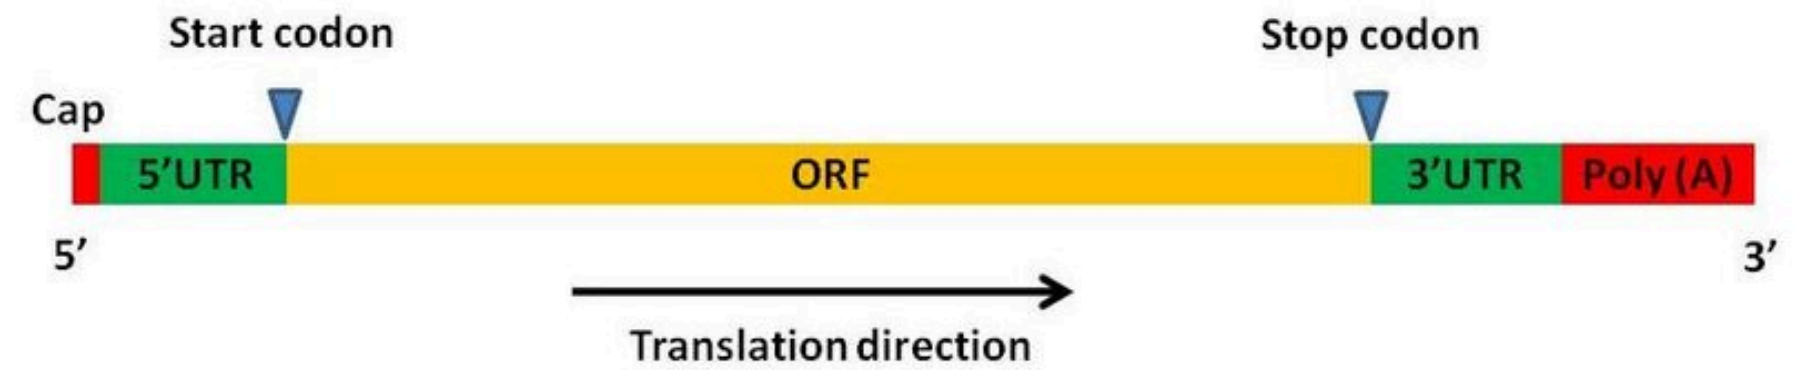 Start codon
Stop codon
Cap
5’UTR
ORF
3’UTR
Poly (A)
5’
3’
Translation direction